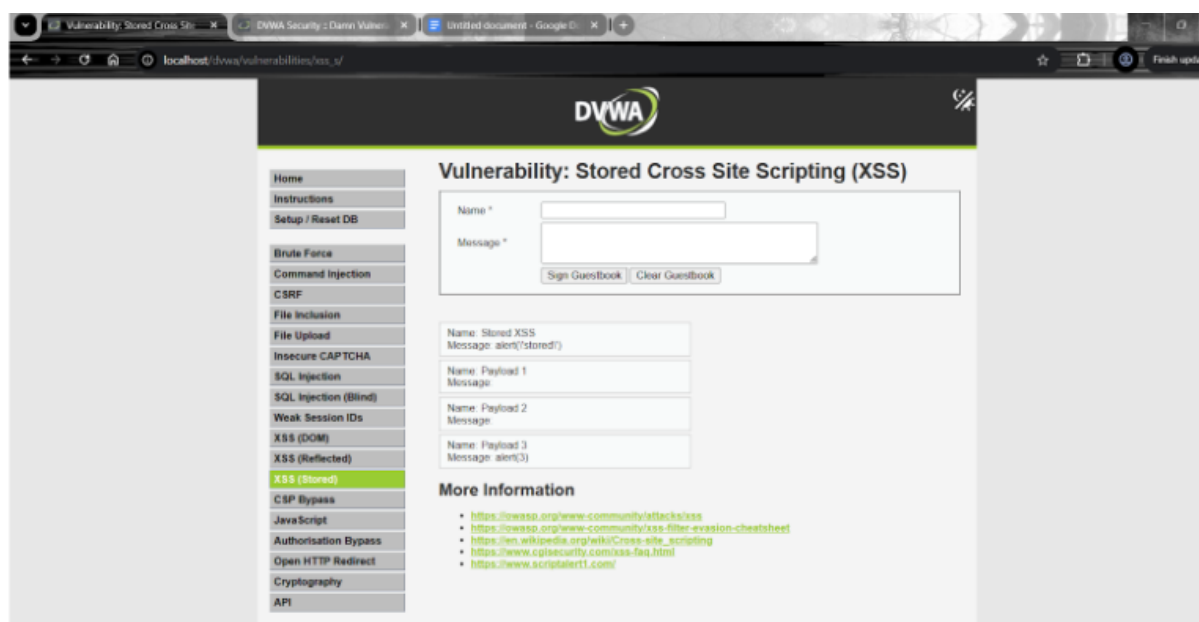 Vulnerability: Stored Cross Site
DVWA Security :: Damn Vulner
Untitled document - Google D
localhost/dvwa/vulnerabilities/xss_s/
Finish upda
DVWA
Home
Instructions
Setup / Reset DB
Brute Force
Command Injection
CSRF
File Inclusion
File Upload
Insecure CAPTCHA
SQL Injection
SQL Injection (Blind)
Weak Session IDs
XSS (DOM)
XSS (Reflected)
XSS (Stored)
CSP Bypass
JavaScript
Authorisation Bypass
Open HTTP Redirect
Cryptography
API
Vulnerability: Stored Cross Site Scripting (XSS)
Name *
Message *
Sign Guestbook Clear Guestbook
Name: Stored XSS
Message: alert(\'stored\')
Name: Payload 1
Message:
Name: Payload 2
Message:
Name: Payload 3
Message: alert(3)
More Information
https://owasp.org/www-community/attacks/xss
https://owasp.org/www-community/xss-filter-evasion-cheatsheet
https://en.wikipedia.org/wiki/Cross-site_scripting
https://www.cgisecurity.com/xss-faq.html
https://www.scriptalert1.com/